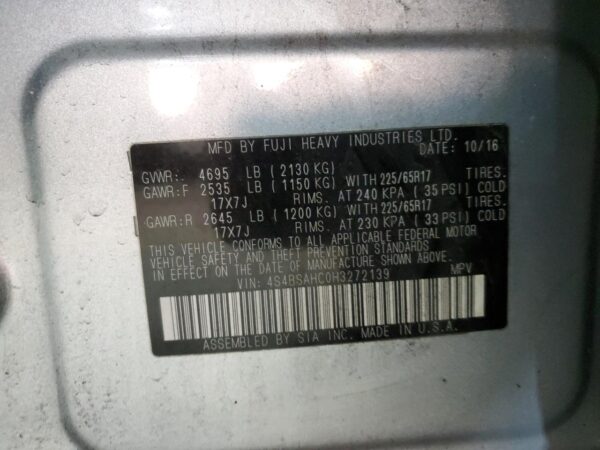 MFD BY FUJI HEAVY INDUSTRIES LTD.
DATE: 10/16
GVWR: 4695 LB (2130 KG)
GAWR:F 2535 LB (1150 KG) WITH 225/65R17 TIRES.
17X7J RIMS. AT 240 KPA (35 PSI) COLD
GAWR:R 2645 LB (1200 KG) WITH 225/65R17 TIRES.
17X7J RIMS. AT 230 KPA (33 PSI) COLD
THIS VEHICLE CONFORMS TO ALL APPLICABLE FEDERAL MOTOR
VEHICLE SAFETY AND THEFT PREVENTION STANDARDS
IN EFFECT ON THE DATE OF MANUFACTURE SHOWN ABOVE.
VIN: 4S4BSAHC0H3272139 MPV
ASSEMBLED BY SIA INC. MADE IN U.S.A.